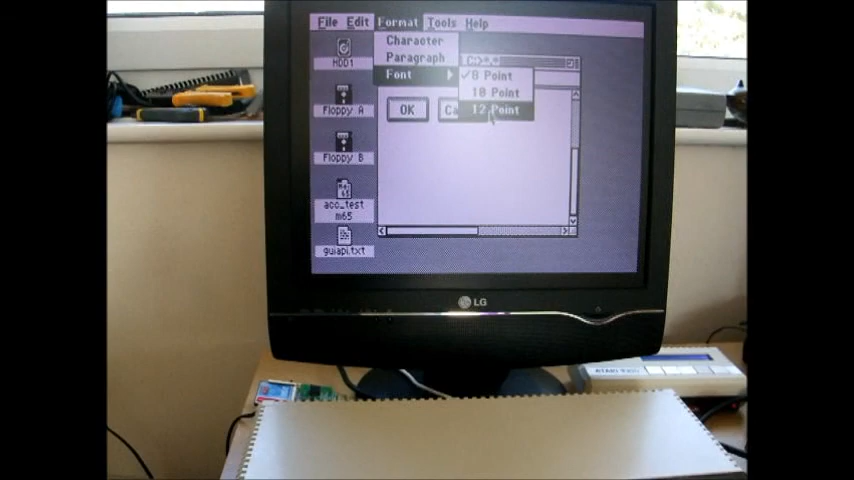 File Edit Format Tools Help
Character
Paragraph
Font
✓8 Point
10 Point
12 Point
HDD1
Floppy A
Floppy B
acc_test
m65
guiapi.txt
OK
LG